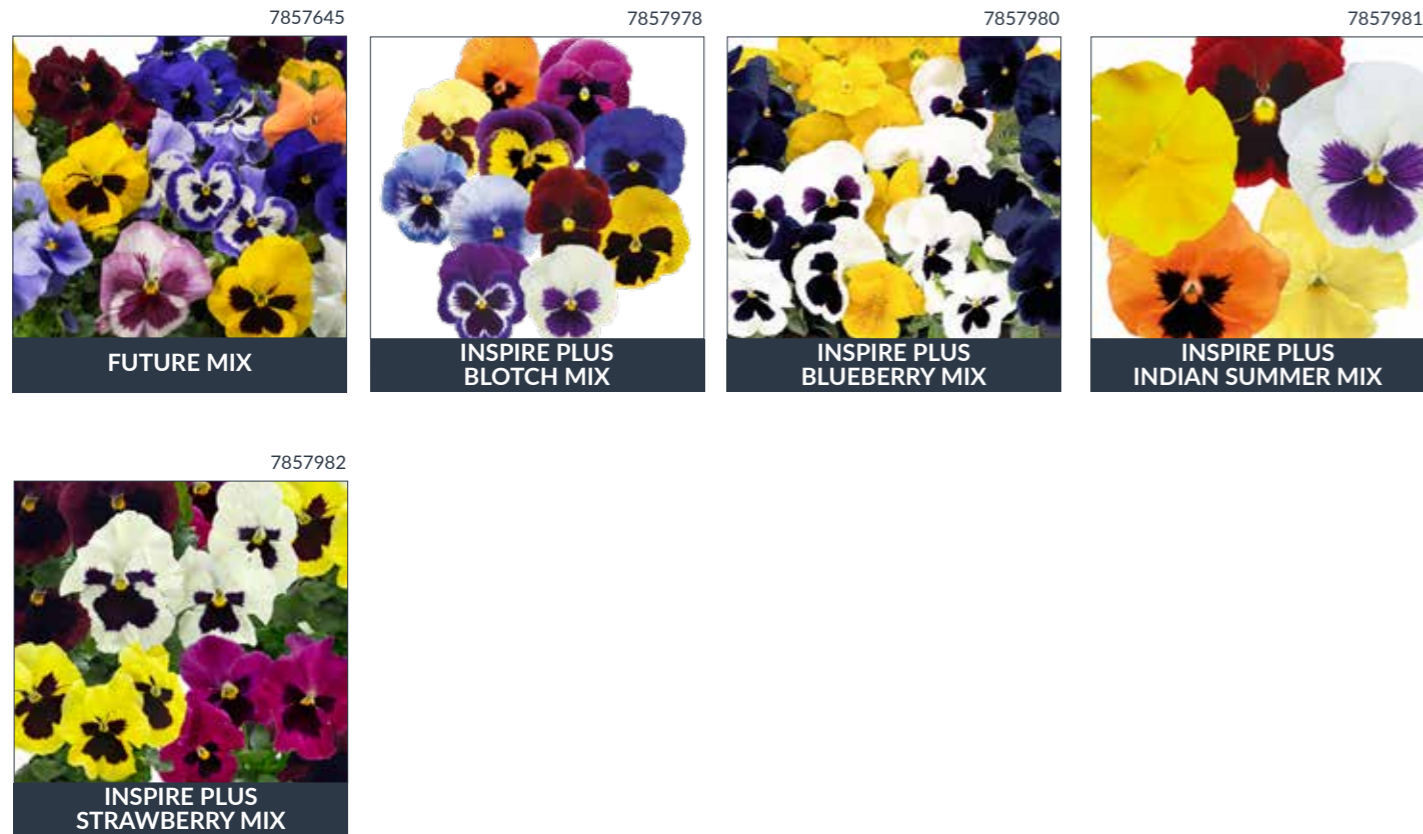 7857645
7857978
7857980
7857981
FUTURE MIX
INSPIRE PLUS
BLOTCH MIX
INSPIRE PLUS
BLUEBERRY MIX
INSPIRE PLUS
INDIAN SUMMER MIX
7857982
INSPIRE PLUS
STRAWBERRY MIX